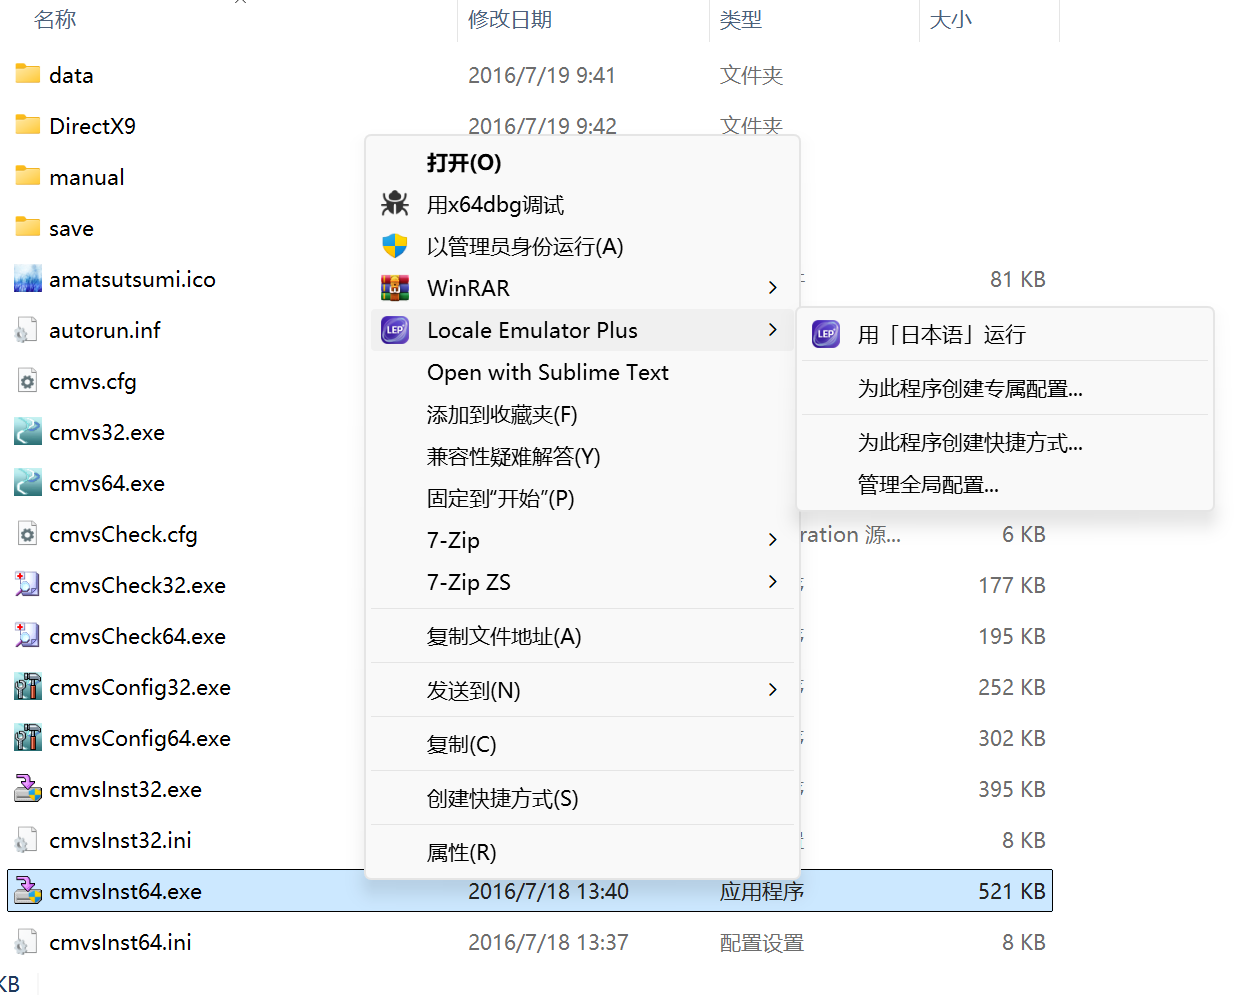 名称 修改日期 类型 大小
data 2016/7/19 9:41 文件夹
DirectX9 2016/7/19 9:42 文件夹
manual
save
amatsutsumi.ico 81 KB
autorun.inf
cmvs.cfg
cmvs32.exe
cmvs64.exe
cmvsCheck.cfg ration 源... 6 KB
cmvsCheck32.exe 177 KB
cmvsCheck64.exe 195 KB
cmvsConfig32.exe 252 KB
cmvsConfig64.exe 302 KB
cmvsInst32.exe 395 KB
cmvsInst32.ini 8 KB
cmvsInst64.exe 2016/7/18 13:40 应用程序 521 KB
cmvsInst64.ini 2016/7/18 13:37 配置设置 8 KB
KB
打开(O)
用x64dbg调试
以管理员身份运行(A)
WinRAR
Locale Emulator Plus
Open with Sublime Text
添加到收藏夹(F)
兼容性疑难解答(Y)
固定到“开始”(P)
7-Zip
7-Zip ZS
复制文件地址(A)
发送到(N)
复制(C)
创建快捷方式(S)
属性(R)
LEP
LEP
用「日本语」运行
为此程序创建专属配置...
为此程序创建快捷方式...
管理全局配置...